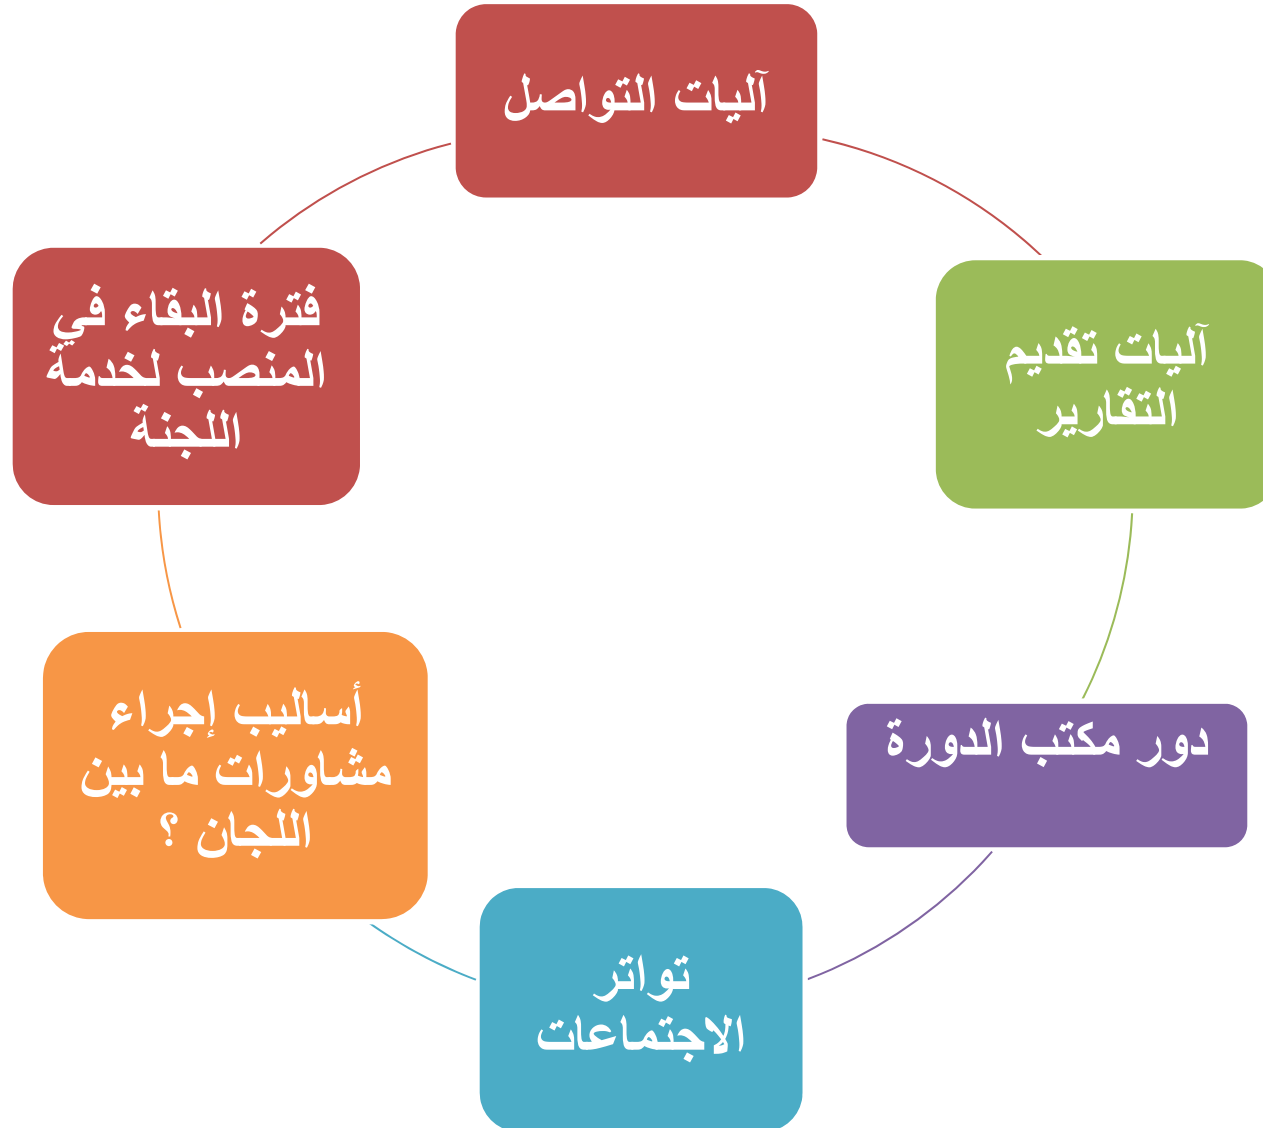 آليات التواصل
آليات تقديم
التقارير
دور مكتب الدورة
تواتر
الاجتماعات
أساليب إجراء
مشاورات ما بين
اللجان ؟
فترة البقاء في
المنصب لخدمة
اللجنة